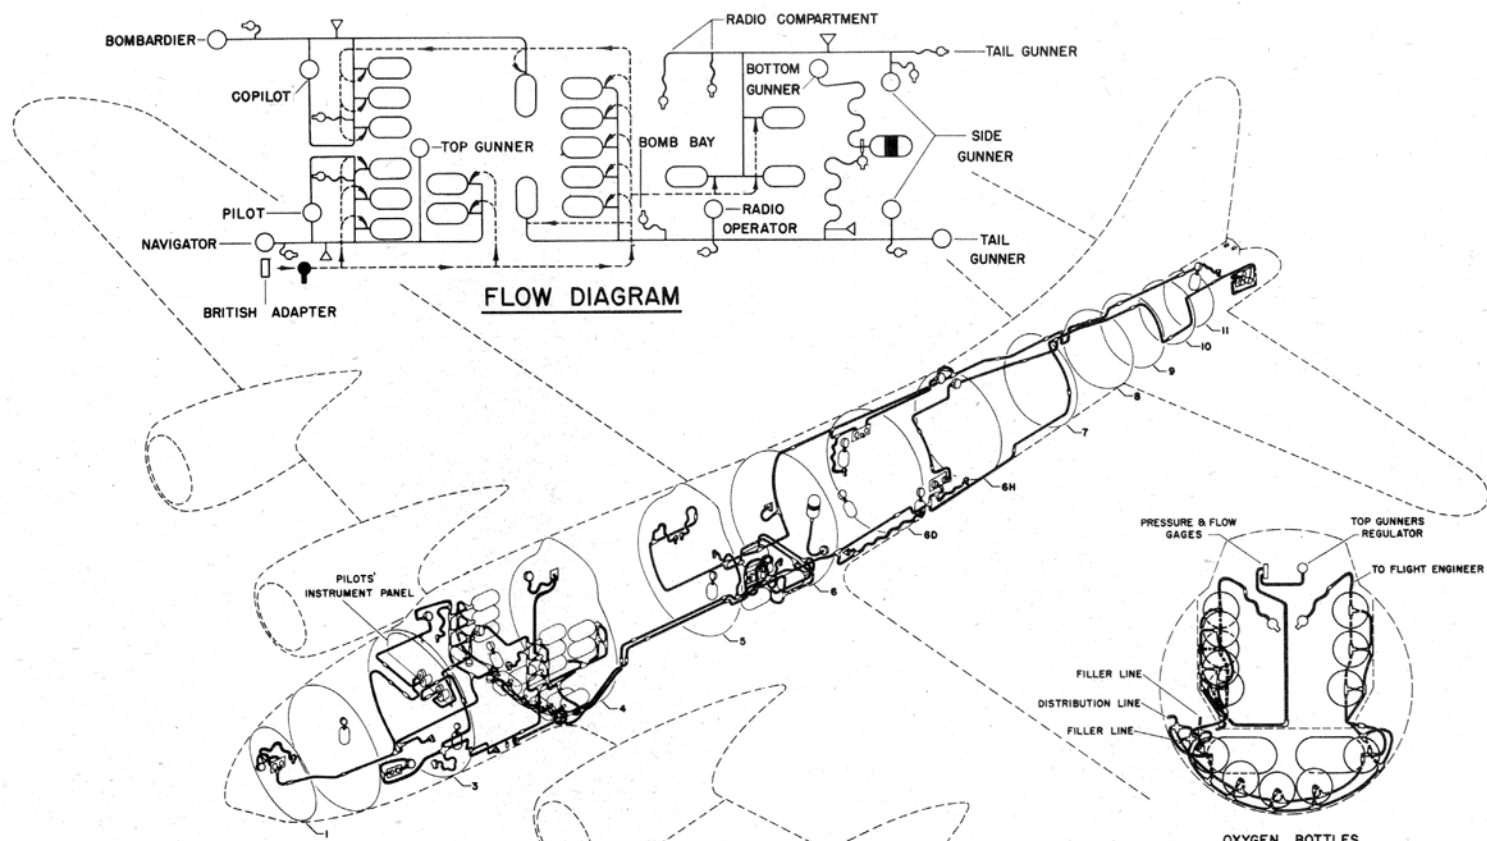 RADIO COMPARTMENT
BOMBARDIER
TAIL GUNNER
BOTTOM
GUNNER
COPILOT
TOP GUNNER
BOMB BAY
SIDE
GUNNER
PILOT
RADIO
OPERATOR
NAVIGATOR
TAIL
GUNNER
BRITISH ADAPTER
FLOW DIAGRAM
11
10
9
8
7
6H
6D
6
5
4
3
1
PILOTS'
INSTRUMENT PANEL
PRESSURE & FLOW
GAGES
TOP GUNNERS
REGULATOR
TO FLIGHT ENGINEER
FILLER LINE
DISTRIBUTION LINE
FILLER LINE
OXYGEN BOTTLES